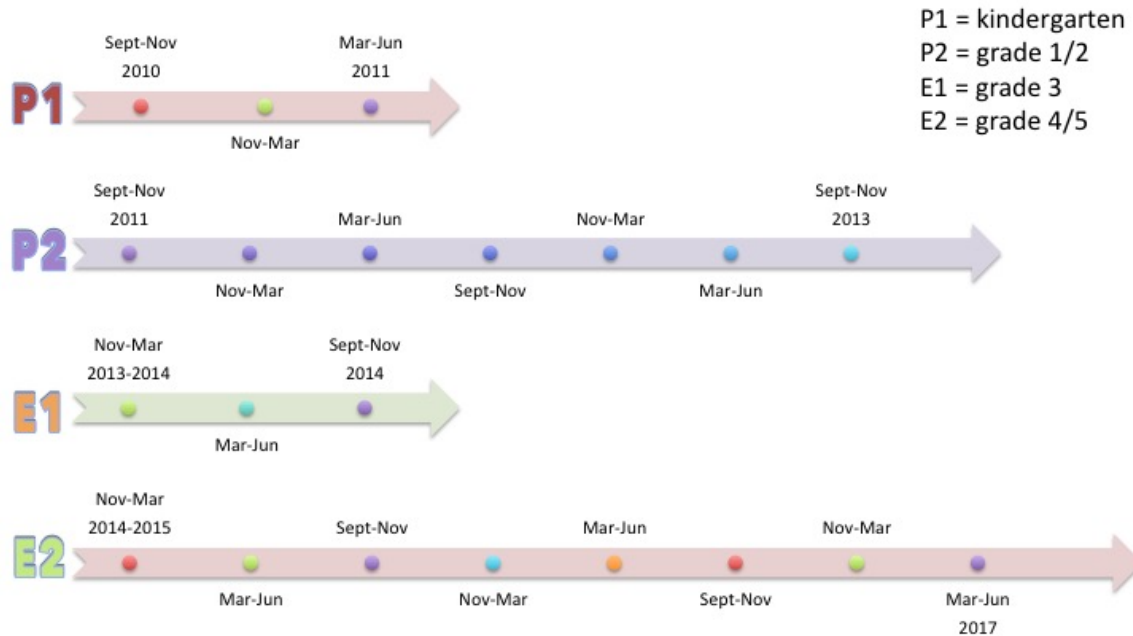 P1 = kindergarten
P2 = grade 1/2
E1 = grade 3
E2 = grade 4/5
P1
Sept-Nov
2010
Nov-Mar
Mar-Jun
2011
P2
Sept-Nov
2011
Nov-Mar
Mar-Jun
Sept-Nov
Nov-Mar
Mar-Jun
Sept-Nov
2013
E1
Nov-Mar
2013-2014
Mar-Jun
Sept-Nov
2014
E2
Nov-Mar
2014-2015
Mar-Jun
Sept-Nov
Nov-Mar
Mar-Jun
Sept-Nov
Nov-Mar
Mar-Jun
2017